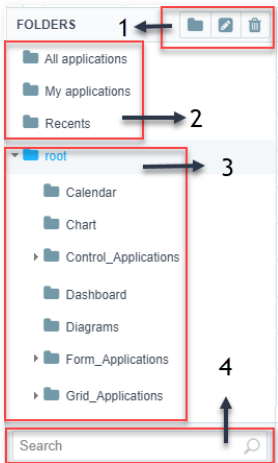 FOLDERS 1
All applications
My applications
Recents 2
root 3
Calendar
Chart
Control_Applications
Dashboard
Diagrams
Form_Applications
Grid_Applications
4
Search